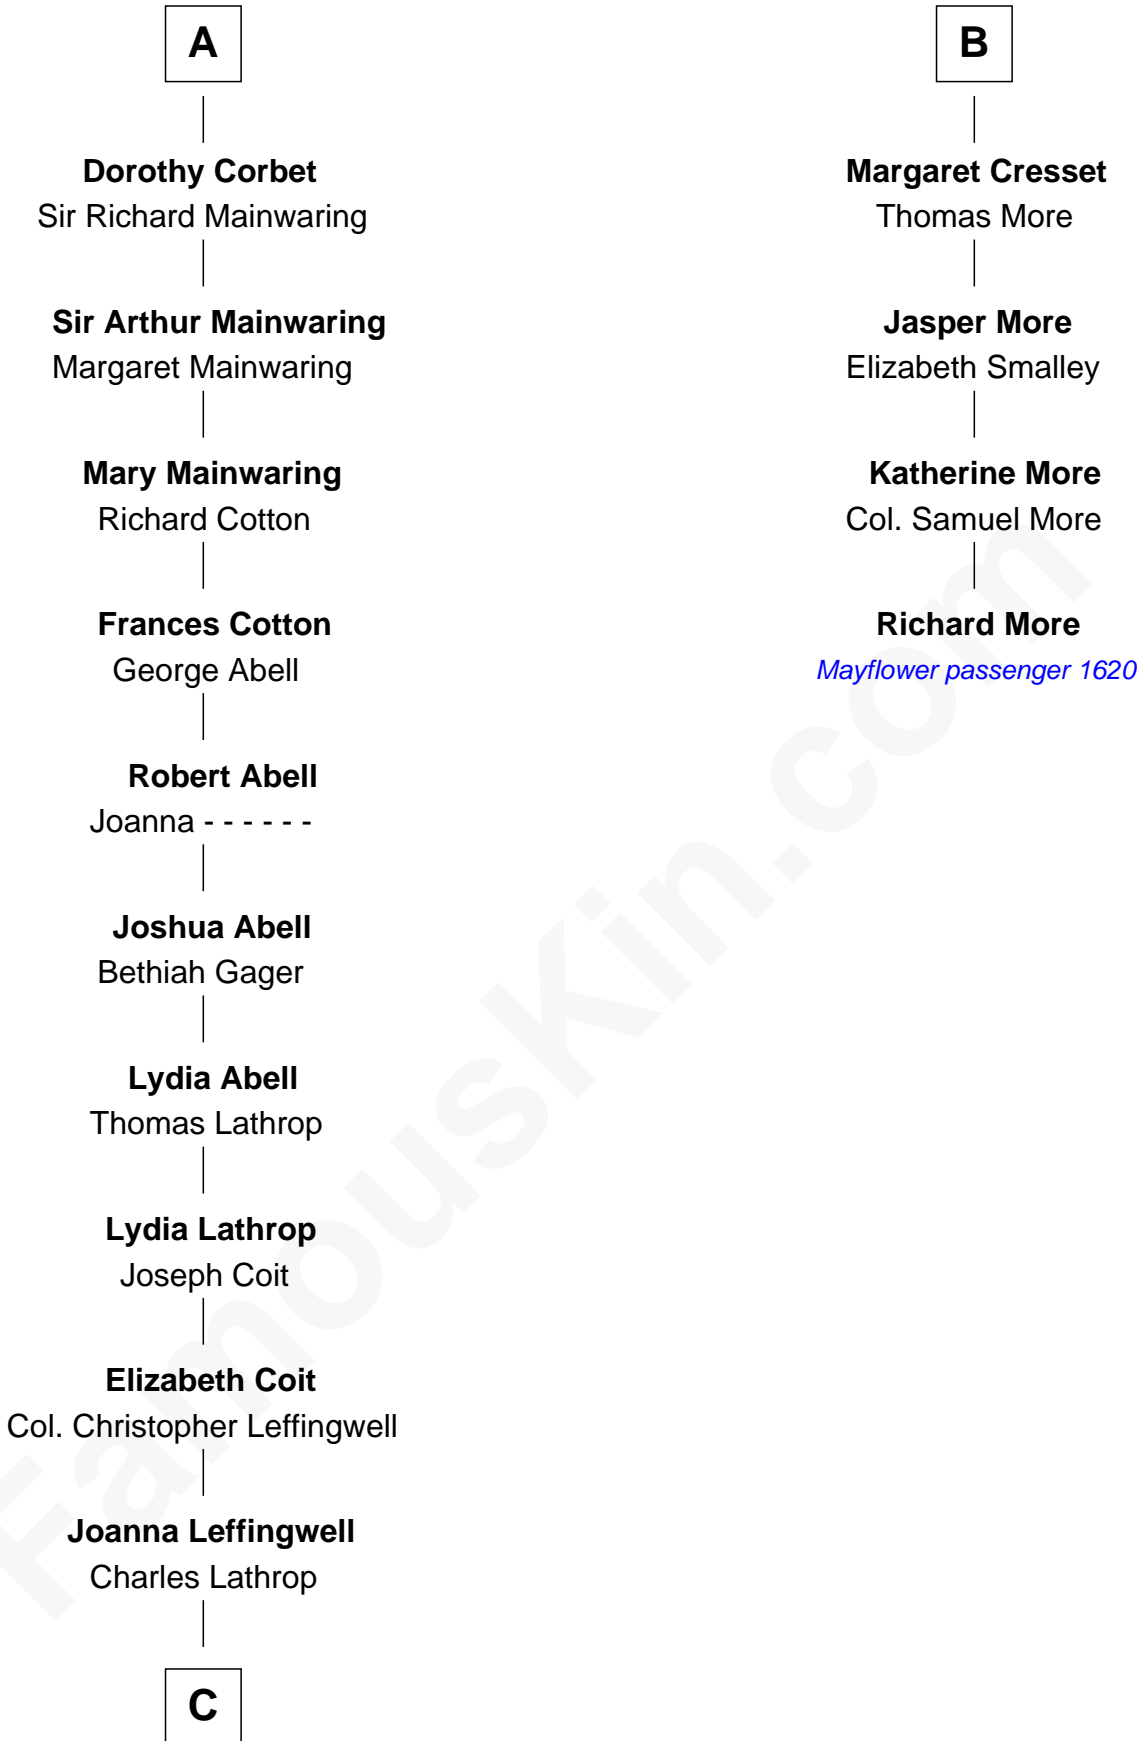 A
Dorothy Corbet
Sir Richard Mainwaring
Sir Arthur Mainwaring
Margaret Mainwaring
Mary Mainwaring
Richard Cotton
Frances Cotton
George Abell
Robert Abell
Joanna - - - - - -
Joshua Abell
Bethiah Gager
Lydia Abell
Thomas Lathrop
Lydia Lathrop
Joseph Coit
Elizabeth Coit
Col. Christopher Leffingwell
Joanna Leffingwell
Charles Lathrop
C
B
Margaret Cresset
Thomas More
Jasper More
Elizabeth Smalley
Katherine More
Col. Samuel More
Richard More
Mayflower passenger 1620
FamousKin.com